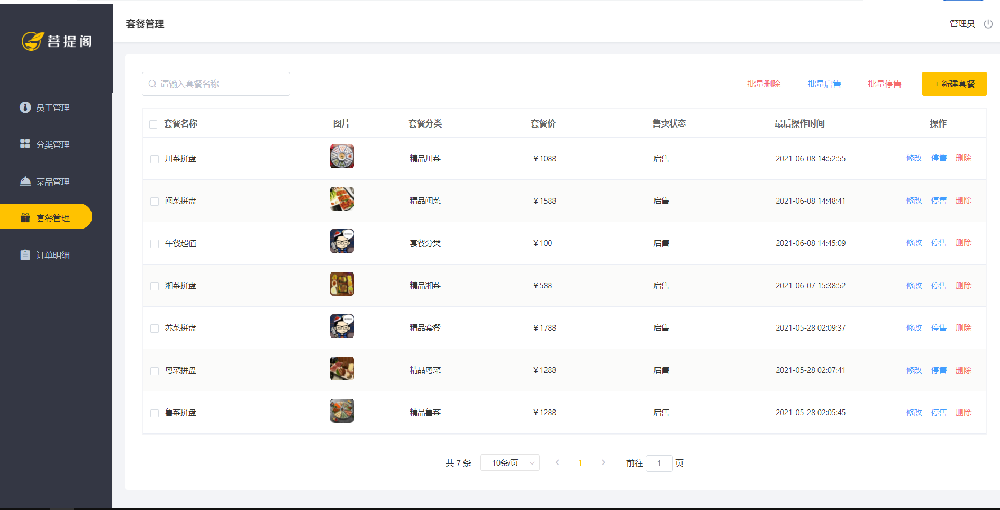 菩提阁
套餐管理
管理员
员工管理
分类管理
菜品管理
套餐管理
订单明细
请输入套餐名称
批量删除 批量启售 批量停售 + 新建套餐
套餐名称 图片 套餐分类 套餐价 售卖状态 最后操作时间 操作
川菜拼盘 精品川菜 ¥ 1088 启售 2021-06-08 14:52:55 修改 停售 删除
闽菜拼盘 精品闽菜 ¥ 1588 启售 2021-06-08 14:48:41 修改 停售 删除
午餐超值 套餐分类 ¥ 100 启售 2021-06-08 14:45:09 修改 停售 删除
湘菜拼盘 精品湘菜 ¥ 588 启售 2021-06-07 15:38:52 修改 停售 删除
苏菜拼盘 精品套餐 ¥ 1788 启售 2021-05-28 02:09:37 修改 停售 删除
粤菜拼盘 精品粤菜 ¥ 1288 启售 2021-05-28 02:07:41 修改 停售 删除
鲁菜拼盘 精品鲁菜 ¥ 1288 启售 2021-05-28 02:05:45 修改 停售 删除
共 7 条 10条/页 1 前往 1 页